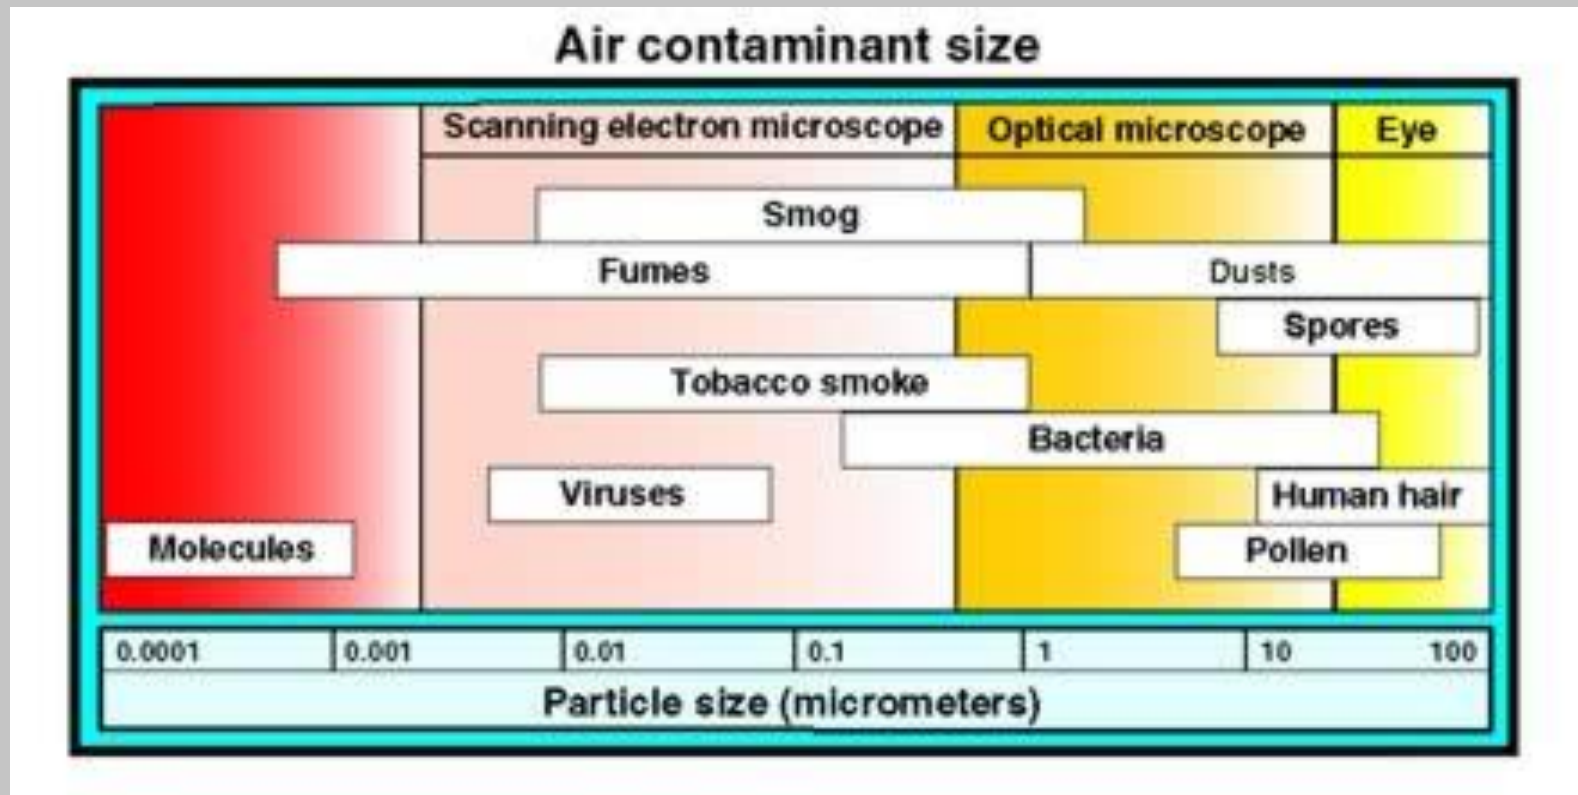 Air contaminant size
Scanning electron microscope
Optical microscope
Eye
Smog
Fumes
Dusts
Spores
Tobacco smoke
Bacteria
Viruses
Human hair
Molecules
Pollen
0.0001 0.001 0.01 0.1 1 10 100
Particle size (micrometers)